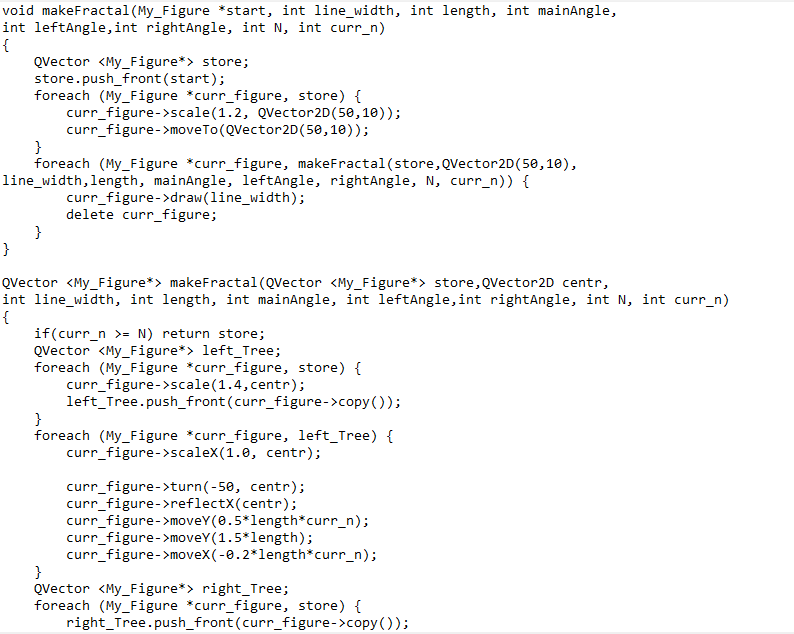 void makeFractal(My_Figure *start, int line_width, int length, int mainAngle,
int leftAngle,int rightAngle, int N, int curr_n)
{
    QVector <My_Figure*> store;
    store.push_front(start);
    foreach (My_Figure *curr_figure, store) {
        curr_figure->scale(1.2, QVector2D(50,10));
        curr_figure->moveTo(QVector2D(50,10));
    }
    foreach (My_Figure *curr_figure, makeFractal(store,QVector2D(50,10),
line_width,length, mainAngle, leftAngle, rightAngle, N, curr_n)) {
        curr_figure->draw(line_width);
        delete curr_figure;
    }
}

QVector <My_Figure*> makeFractal(QVector <My_Figure*> store,QVector2D centr,
int line_width, int length, int mainAngle, int leftAngle,int rightAngle, int N, int curr_n)
{
    if(curr_n >= N) return store;
    QVector <My_Figure*> left_Tree;
    foreach (My_Figure *curr_figure, store) {
        curr_figure->scale(1.4,centr);
        left_Tree.push_front(curr_figure->copy());
    }
    foreach (My_Figure *curr_figure, left_Tree) {
        curr_figure->scaleX(1.0, centr);

        curr_figure->turn(-50, centr);
        curr_figure->reflectX(centr);
        curr_figure->moveY(0.5*length*curr_n);
        curr_figure->moveY(1.5*length);
        curr_figure->moveX(-0.2*length*curr_n);
    }
    QVector <My_Figure*> right_Tree;
    foreach (My_Figure *curr_figure, store) {
        right_Tree.push_front(curr_figure->copy());